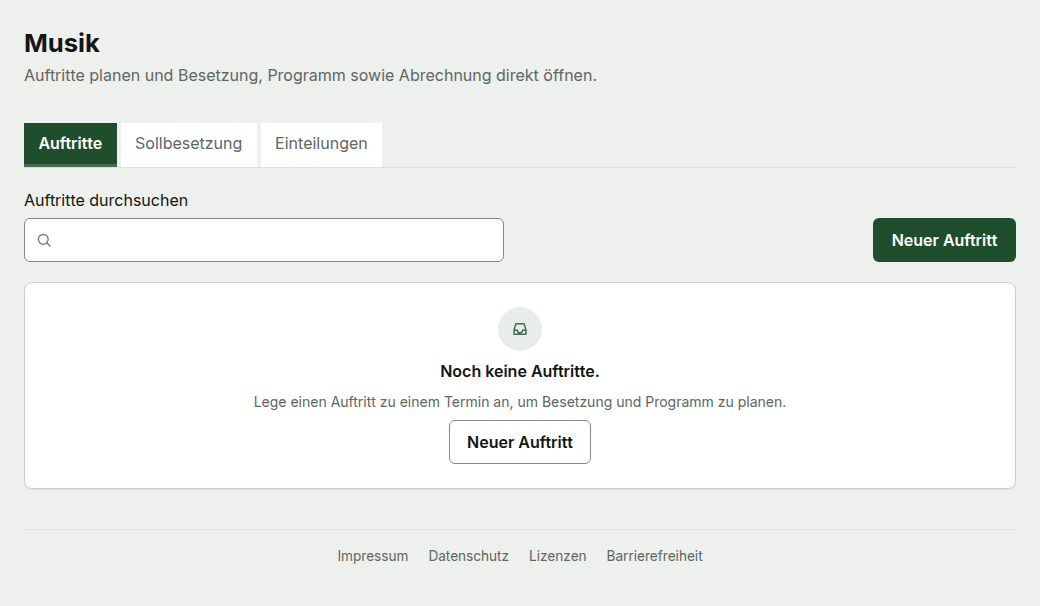 Musik
Auftritte planen und Besetzung, Programm sowie Abrechnung direkt öffnen.
Auftritte
Sollbesetzung
Einteilungen
Auftritte durchsuchen
Neuer Auftritt
Noch keine Auftritte.
Lege einen Auftritt zu einem Termin an, um Besetzung und Programm zu planen.
Neuer Auftritt
Impressum
Datenschutz
Lizenzen
Barrierefreiheit